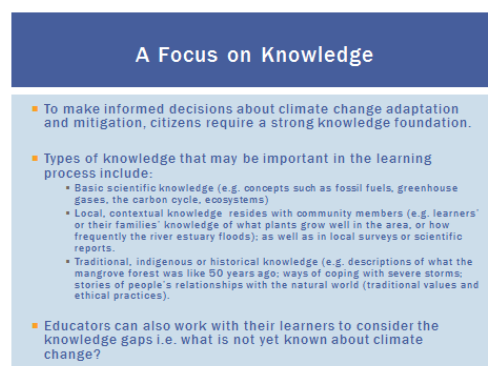 A Focus on Knowledge
To make informed decisions about climate change adaptation
and mitigation, citizens require a strong knowledge foundation.
Types of knowledge that may be important in the learning
process include:
Basic scientific knowledge (e.g. concepts such as fossil fuels, greenhouse
gases, the carbon cycle, ecosystems)
Local, contextual knowledge resides with community members (e.g. learners'
or their families' knowledge of what plants grow well in the area, or how
frequently the river estuary floods); as well as in local surveys or scientific
reports.
Traditional, indigenous or historical knowledge (e.g. descriptions of what the
mangrove forest was like 50 years ago; ways of coping with severe storms;
stories of people's relationships with the natural world (traditional values and
ethical practices).
Educators can also work with their learners to consider the
knowledge gaps i.e. what is not yet known about climate
change?